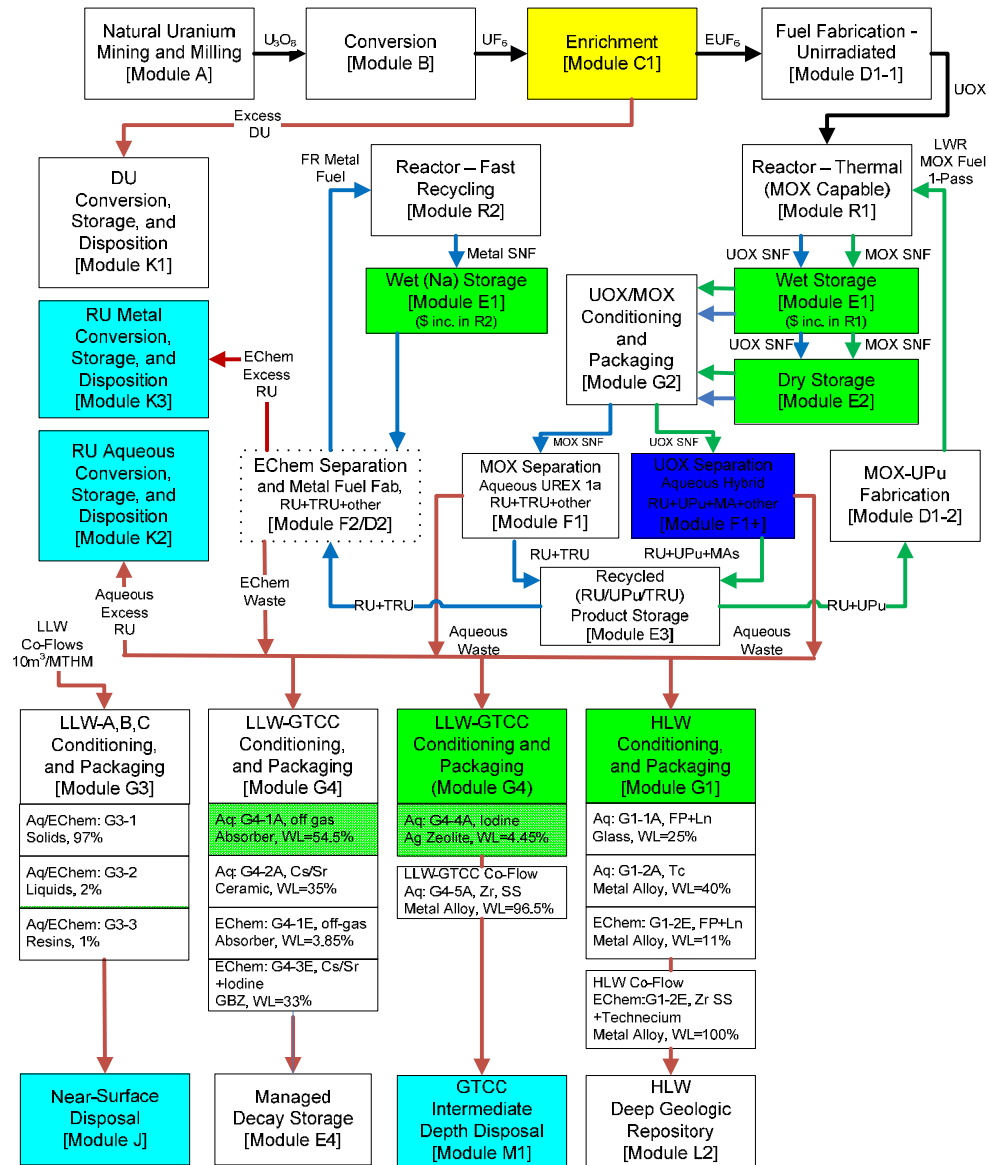 Natural Uranium
Mining and Milling
[Module A]
U3O8
Conversion
[Module B]
UF6
Enrichment
[Module C1]
EUF6
Fuel Fabrication -
Unirradiated
[Module D1-1]
UOX
Excess
DU
DU
Conversion,
Storage, and
Disposition
[Module K1]
FR Metal
Fuel
Reactor – Fast
Recycling
[Module R2]
Metal SNF
Wet (Na) Storage
[Module E1]
($ inc. in R2)
Reactor – Thermal
(MOX Capable)
[Module R1]
LWR
MOX Fuel
1-Pass
UOX SNF
MOX SNF
Wet Storage
[Module E1]
($ inc. in R1)
UOX SNF
MOX SNF
Dry Storage
[Module E2]
UOX/MOX
Conditioning
and
Packaging
[Module G2]
RU Metal
Conversion,
Storage, and
Disposition
[Module K3]
EChem
Excess
RU
RU Aqueous
Conversion,
Storage, and
Disposition
[Module K2]
MOX SNF
UOX SNF
EChem Separation
and Metal Fuel Fab,
RU+TRU+other
[Module F2/D2]
MOX Separation
Aqueous UREX 1a
RU+TRU+other
[Module F1]
UOX Separation
Aqueous Hybrid
RU+UPu+MA+other
[Module F1+]
MOX-UPu
Fabrication
[Module D1-2]
RU+TRU
RU+UPu+MAs
Recycled
(RU/UPu/TRU)
Product Storage
[Module E3]
RU+TRU
RU+UPu
Aqueous
Excess
RU
EChem
Waste
Aqueous
Waste
Aqueous
Waste
LLW
Co-Flows
10m3/MTHM
LLW-A,B,C
Conditioning,
and Packaging
[Module G3]
Aq/EChem: G3-1
Solids, 97%
Aq/EChem: G3-2
Liquids, 2%
Aq/EChem: G3-3
Resins, 1%
Near-Surface
Disposal
[Module J]
LLW-GTCC
Conditioning,
and Packaging
[Module G4]
Aq: G4-1A, off gas
Absorber, WL=54.5%
Aq: G4-2A, Cs/Sr
Ceramic, WL=35%
EChem: G4-1E, off-gas
Absorber, WL=3.85%
EChem: G4-3E, Cs/Sr
+Iodine
GBZ, WL=33%
Managed
Decay Storage
[Module E4]
LLW-GTCC
Conditioning and
Packaging
(Module G4)
Aq: G4-4A, Iodine
Ag Zeolite, WL=4.45%
LLW-GTCC Co-Flow
Aq: G4-5A, Zr, SS
Metal Alloy, WL=96.5%
GTCC
Intermediate
Depth Disposal
[Module M1]
HLW
Conditioning,
and Packaging
[Module G1]
Aq: G1-1A, FP+Ln
Glass, WL=25%
Aq: G1-2A, Tc
Metal Alloy, WL=40%
EChem: G1-2E, FP+Ln
Metal Alloy, WL=11%
HLW Co-Flow
EChem:G1-2E, Zr SS
+Technecium
Metal Alloy, WL=100%
HLW
Deep Geologic
Repository
[Module L2]